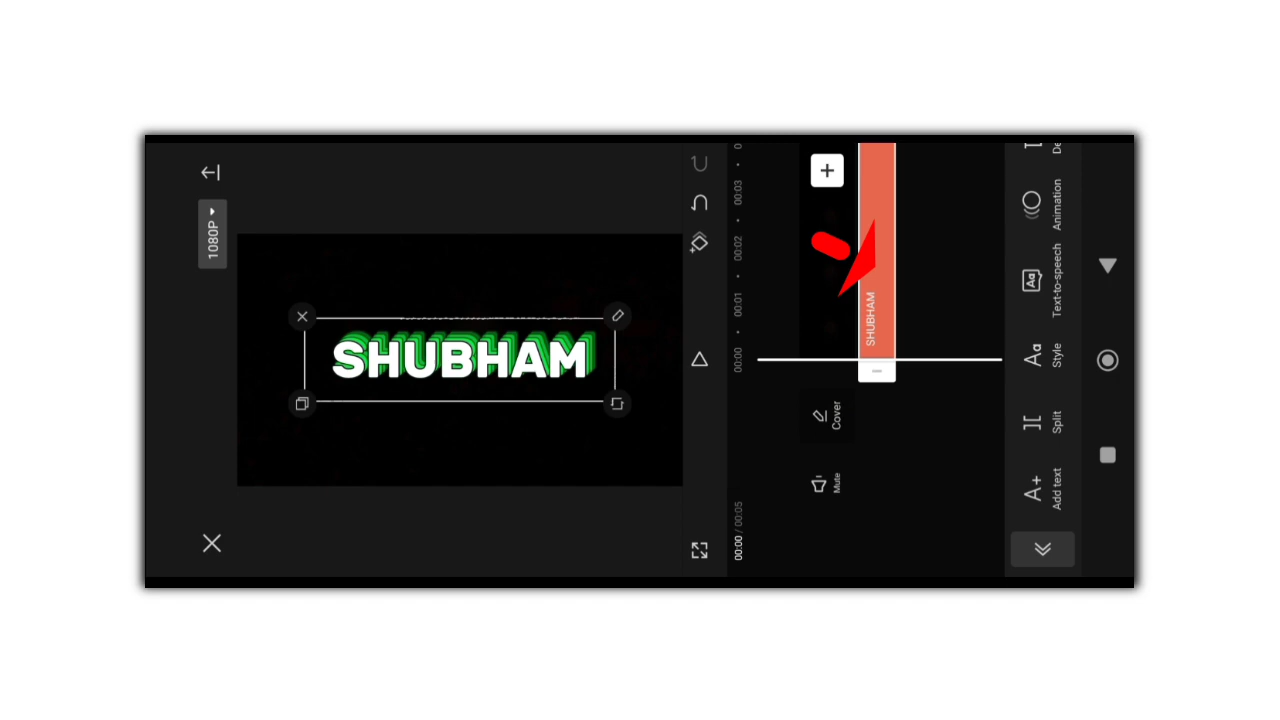 1080P
SHUBHAM
00:00 / 00:05
00:00
00:01
00:02
00:03
0
Mute
Cover
SHUBHAM
Add text
Split
Style
Text-to-speech
Animation
De